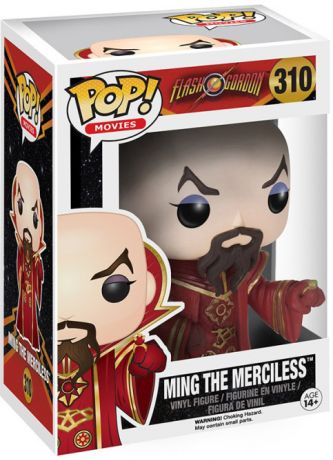 POP!
MOVIES
FLASH GORDON
310
POP!
MOVIES
MING THE MERCILESS
310
MING THE MERCILESS™
VINYL FIGURE / FIGURINE EN VINYLE /
FIGURA DE VINIL
WARNING: CHOKING HAZARD.
May contain small parts.
AGE
14+